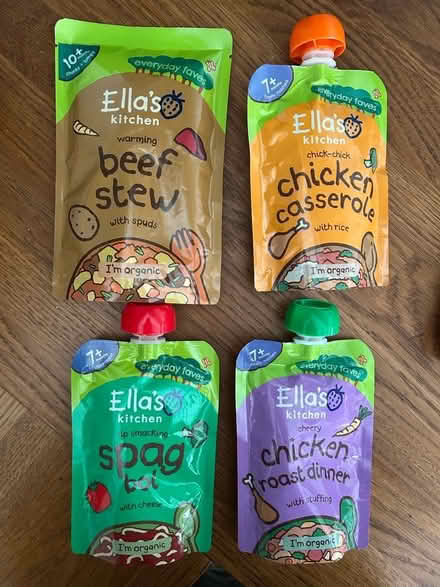 10+
everyday faves
Ella's
kitchen
warming
beef
stew
with spuds
I'm organic
7+
everyday faves
Ella's
kitchen
chick-chick
chicken
casserole
with rice
I'm organic
7+
everyday faves
Ella's
kitchen
lip smacking
spag
bol
with cheese
I'm organic
7+
everyday faves
Ella's
kitchen
cheery
chicken
roast dinner
with stuffing
I'm organic